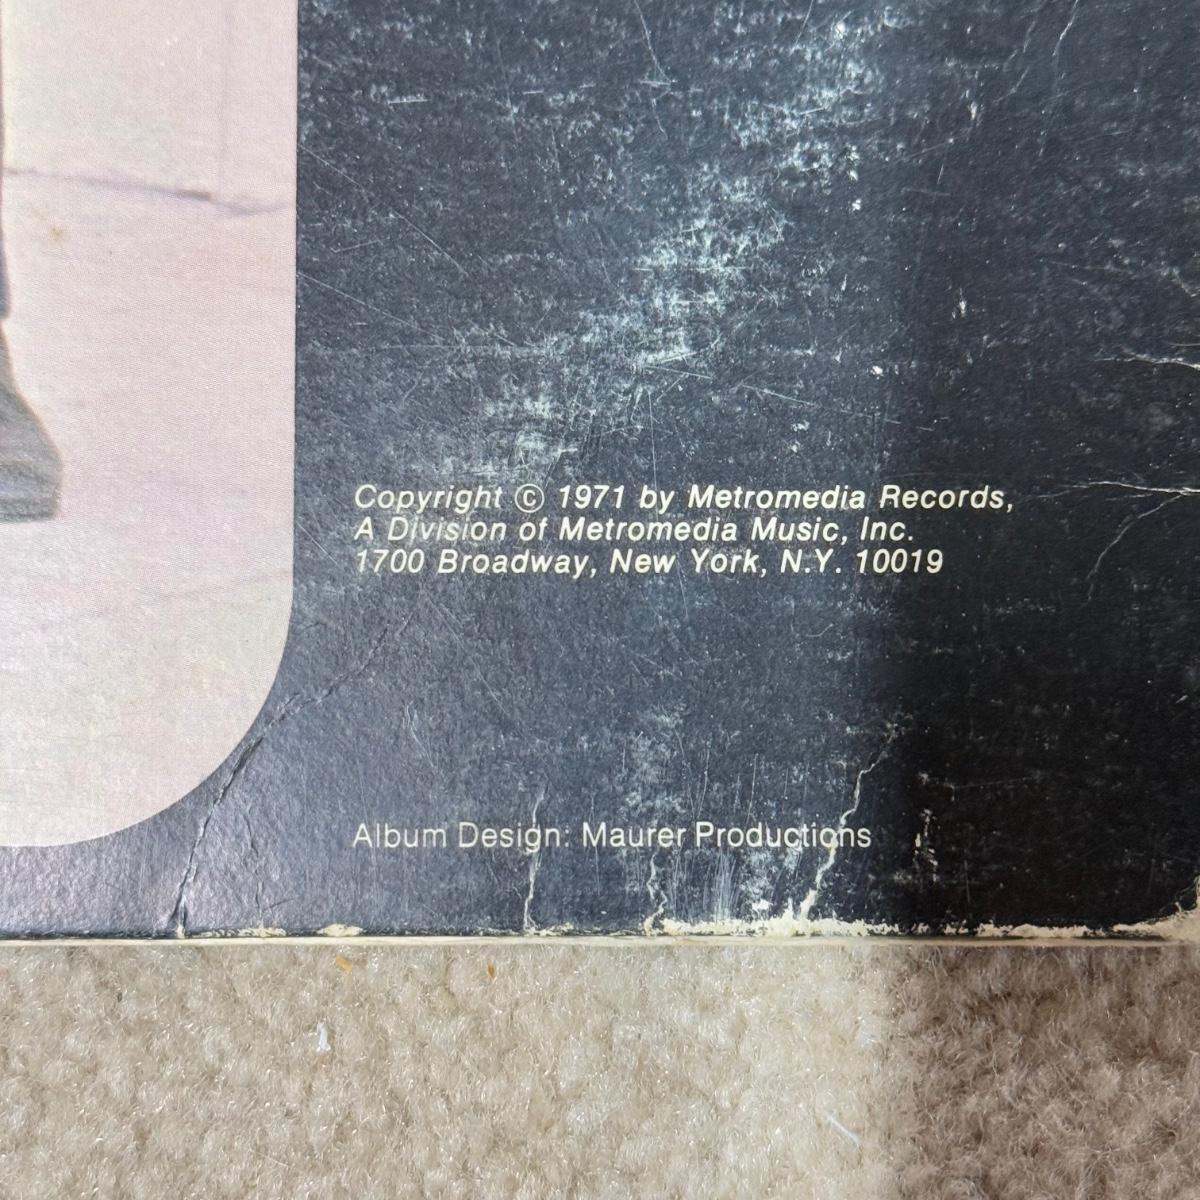 Copyright © 1971 by Metromedia Records,
A Division of Metromedia Music, Inc.
1700 Broadway, New York, N.Y. 10019
Album Design: Maurer Productions